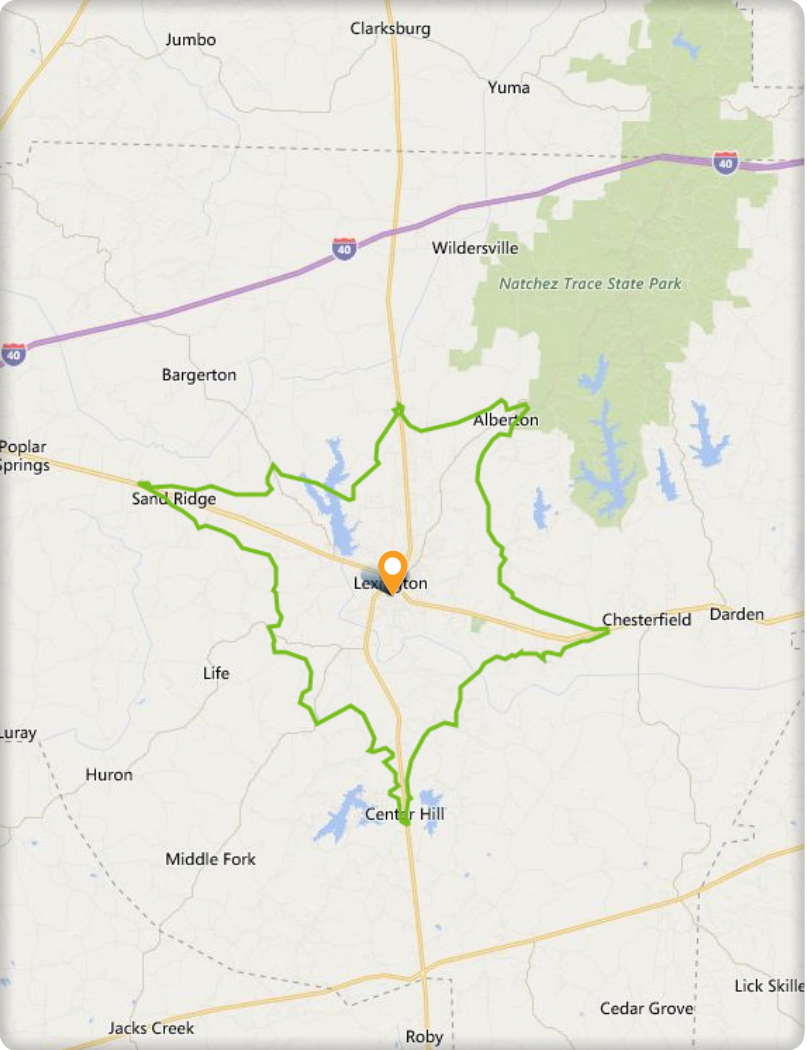 Clarksburg
Jumbo
Yuma
40
Wildersville
40
Natchez Trace State Park
40
Bargerton
Alberton
Poplar
Springs
Sand Ridge
Chesterfield
Darden
Life
Luray
Huron
Center Hill
Middle Fork
Lick Skille
Cedar Grove
Jacks Creek
Roby